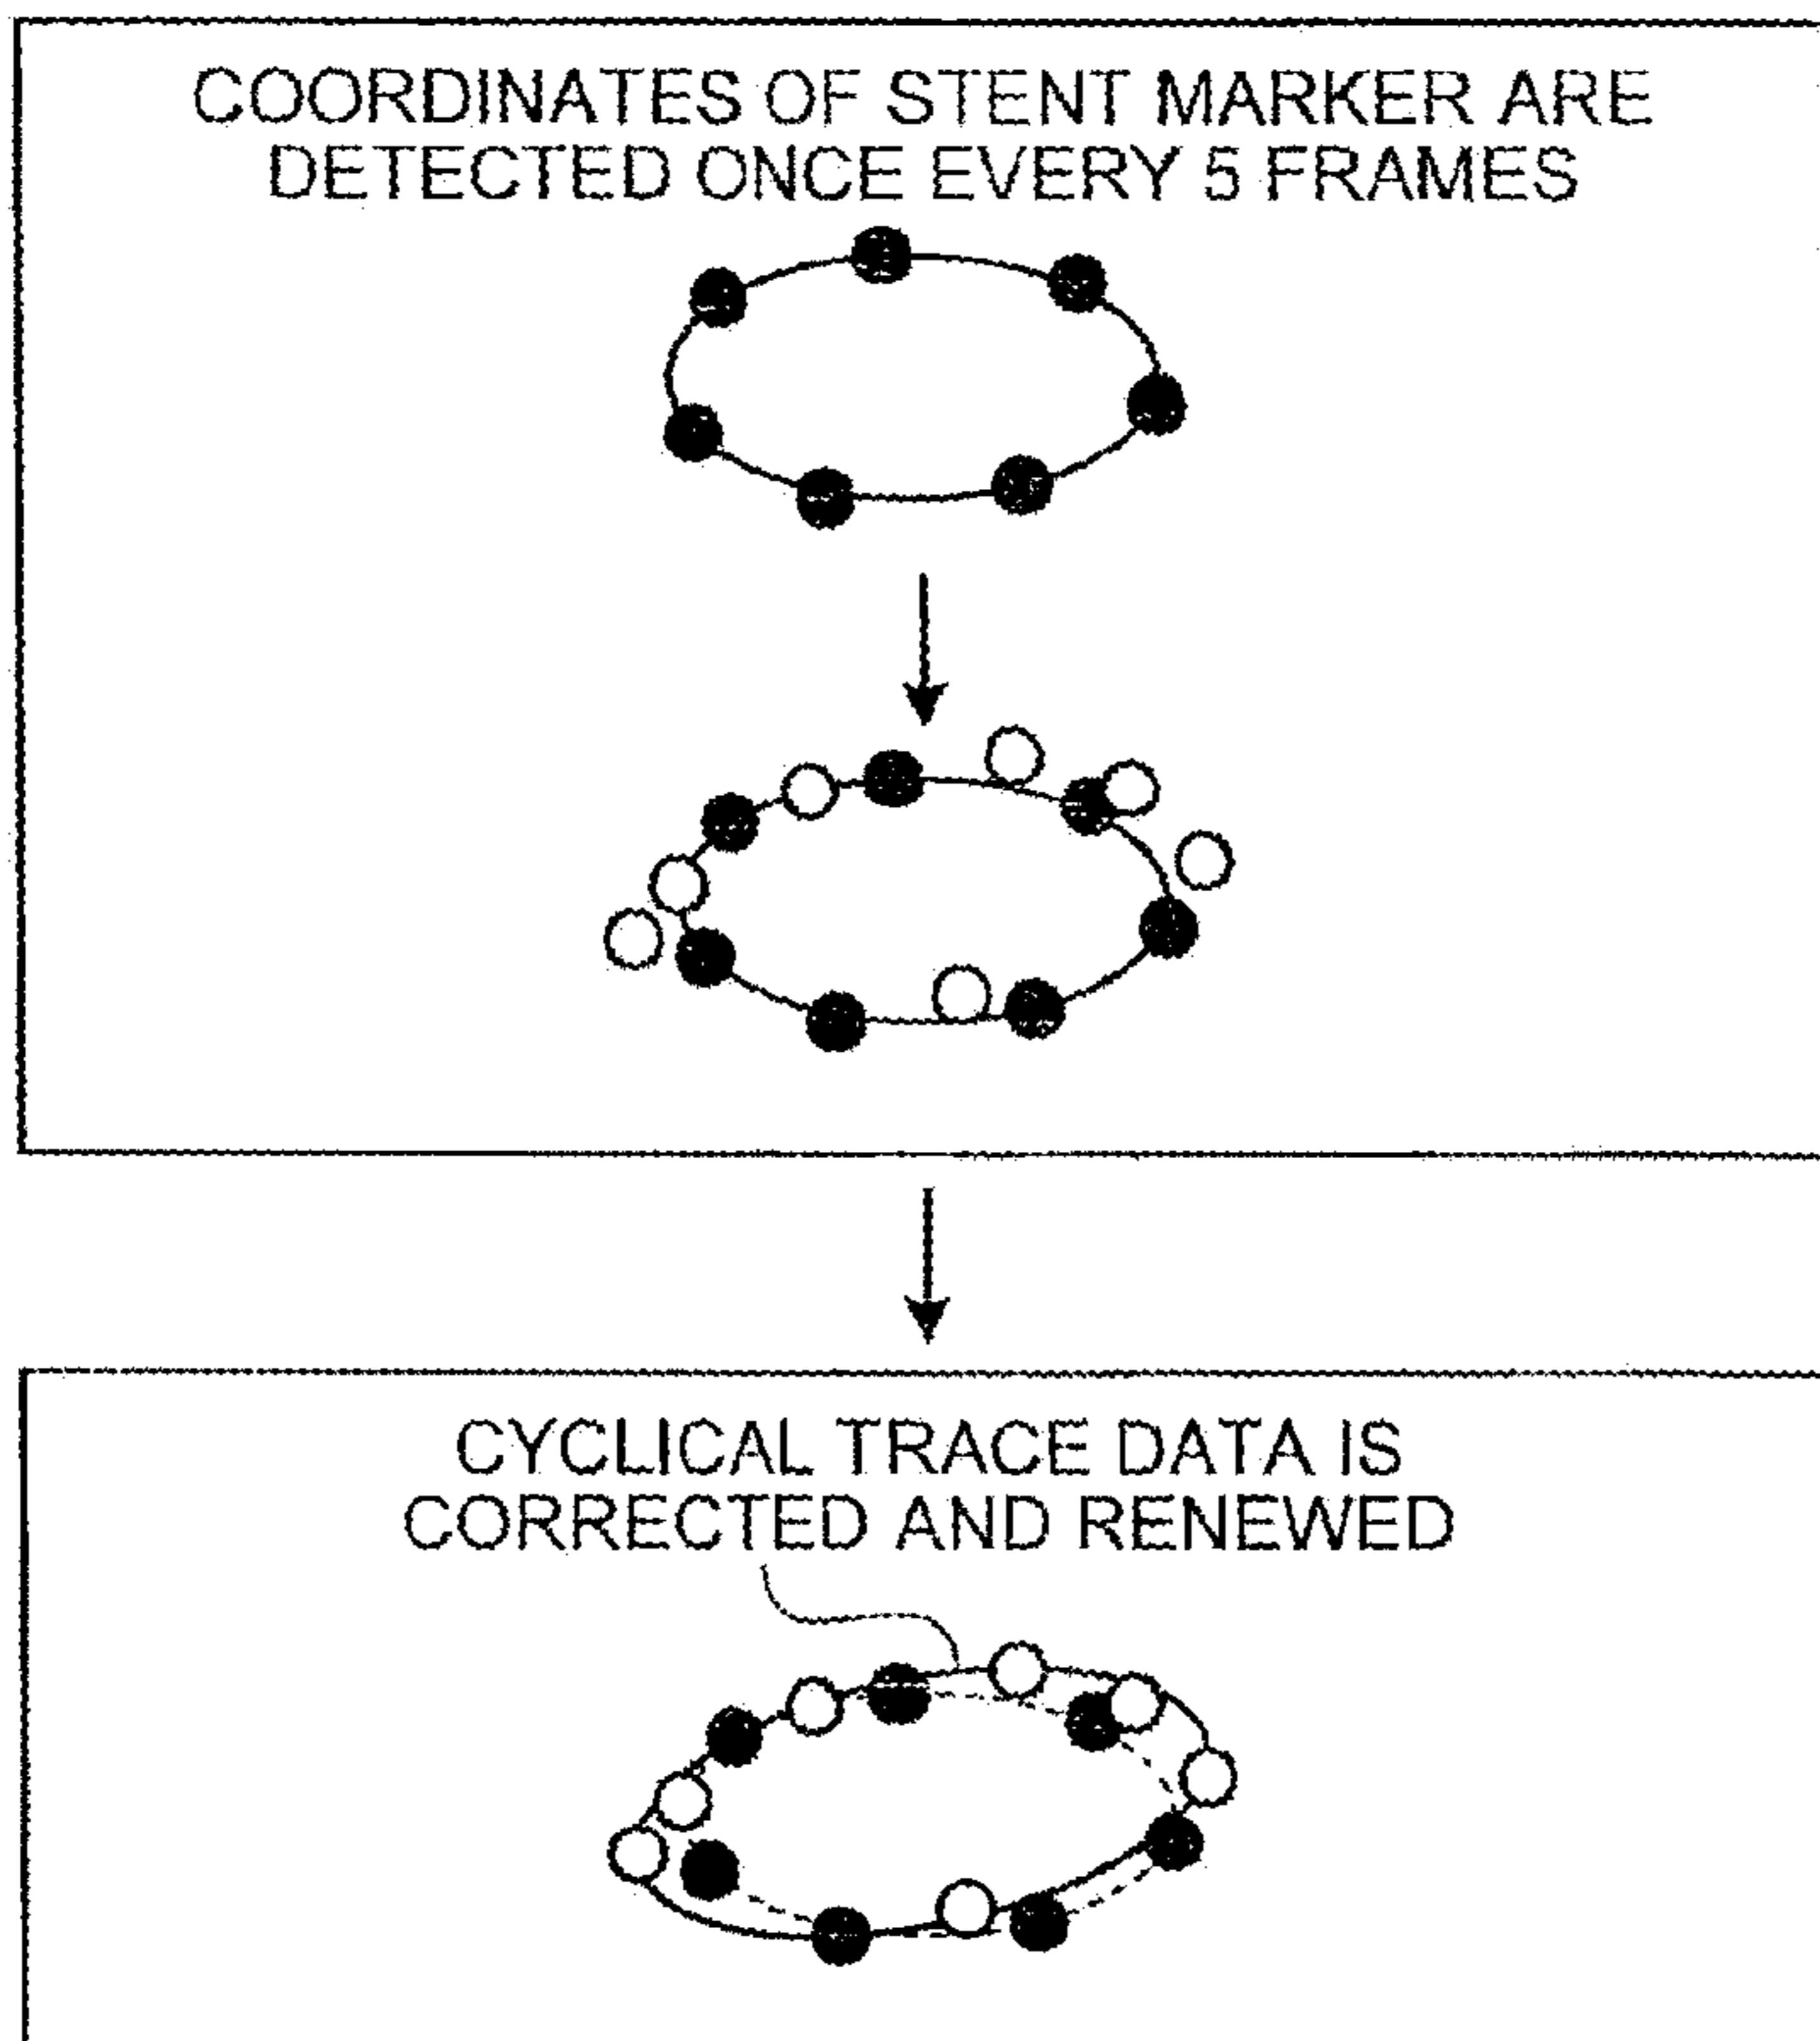 COORDINATES OF STENT MARKER ARE
DETECTED ONCE EVERY 5 FRAMES
CYCLICAL TRACE DATA IS
CORRECTED AND RENEWED